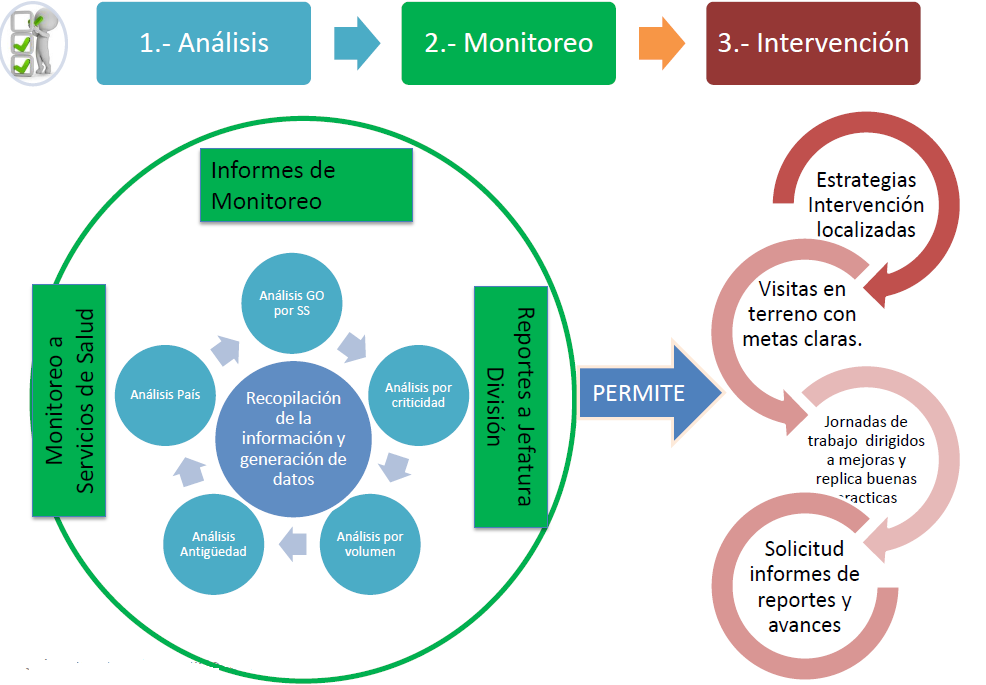 1.- Análisis
2.- Monitoreo
3.- Intervención
Informes de
Monitoreo
Monitoreo a
Servicios de Salud
Reportes a Jefatura
División
Análisis GO
por SS
Análisis por
criticidad
Análisis por
volumen
Análisis
Antigüedad
Análisis País
Recopilación
de la
información y
generación de
datos
PERMITE
Estrategias
Intervención
localizadas
Visitas en
terreno con
metas claras.
Jornadas de
trabajo dirigidos
a mejoras y
replica buenas
practicas
Solicitud
informes de
reportes y
avances